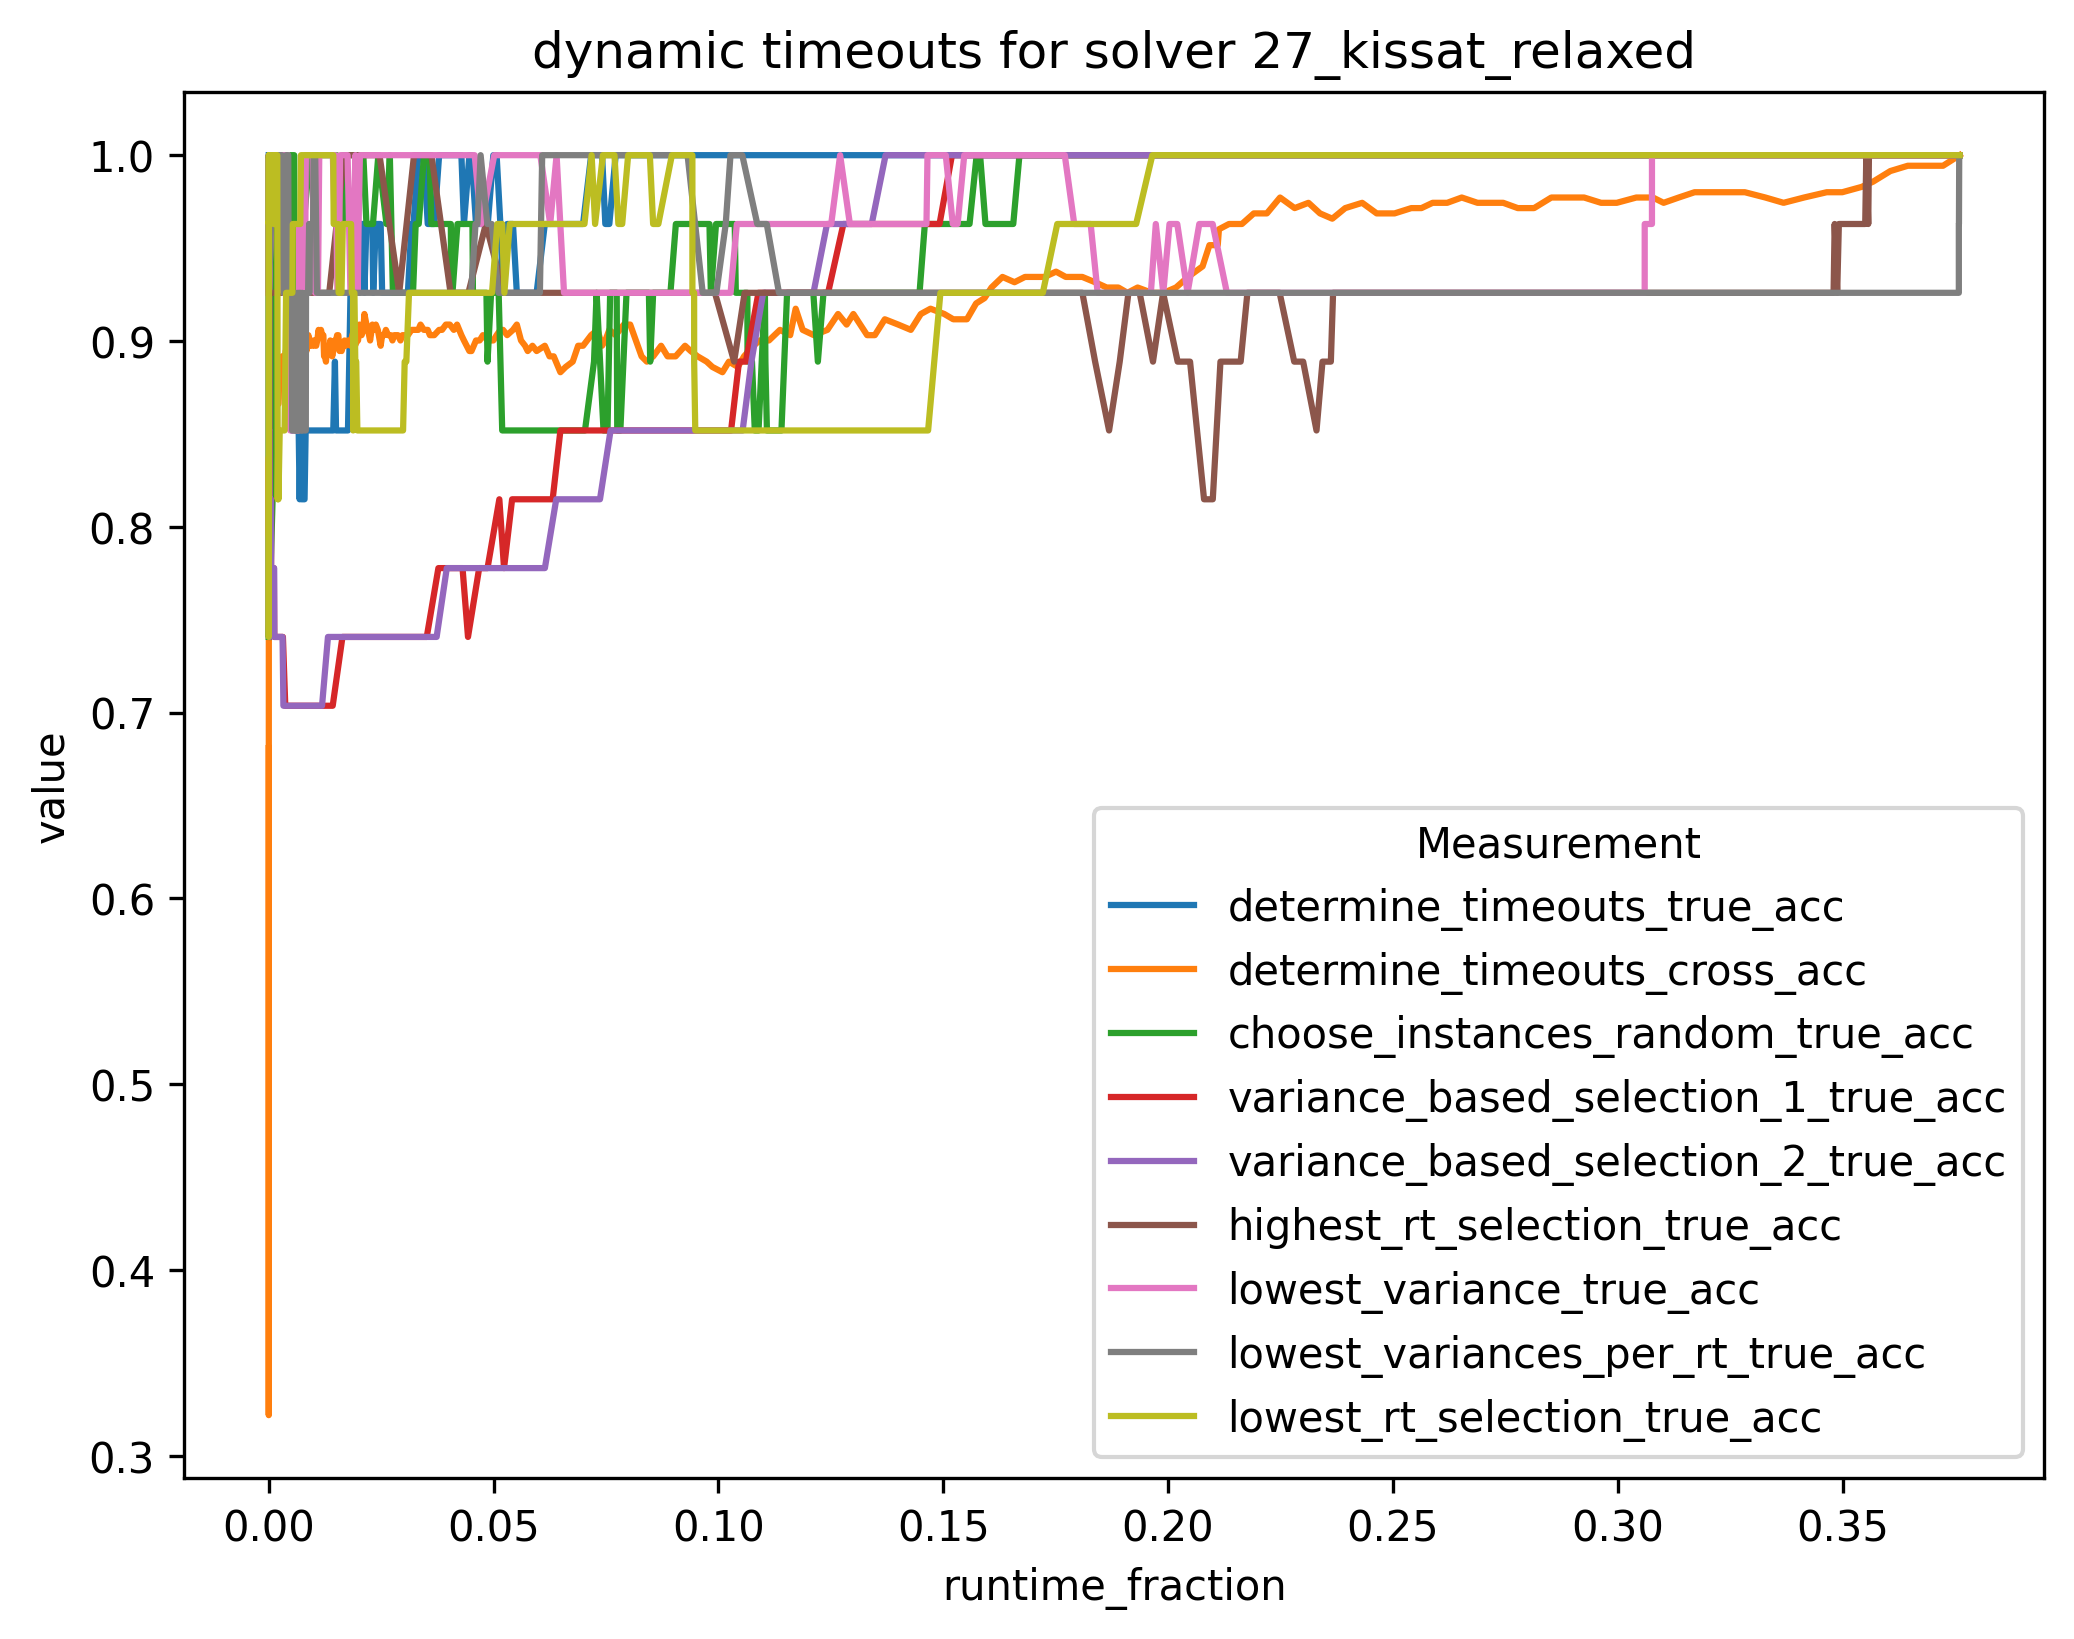 dynamic timeouts for solver 27_kissat_relaxed
1.0
0.9
0.8
0.7
0.6
0.5
0.4
0.3
value
Measurement
determine_timeouts_true_acc
determine_timeouts_cross_acc
choose_instances_random_true_acc
variance_based_selection_1_true_acc
variance_based_selection_2_true_acc
highest_rt_selection_true_acc
lowest_variance_true_acc
lowest_variances_per_rt_true_acc
lowest_rt_selection_true_acc
0.00 0.05 0.10 0.15 0.20 0.25 0.30 0.35
runtime_fraction